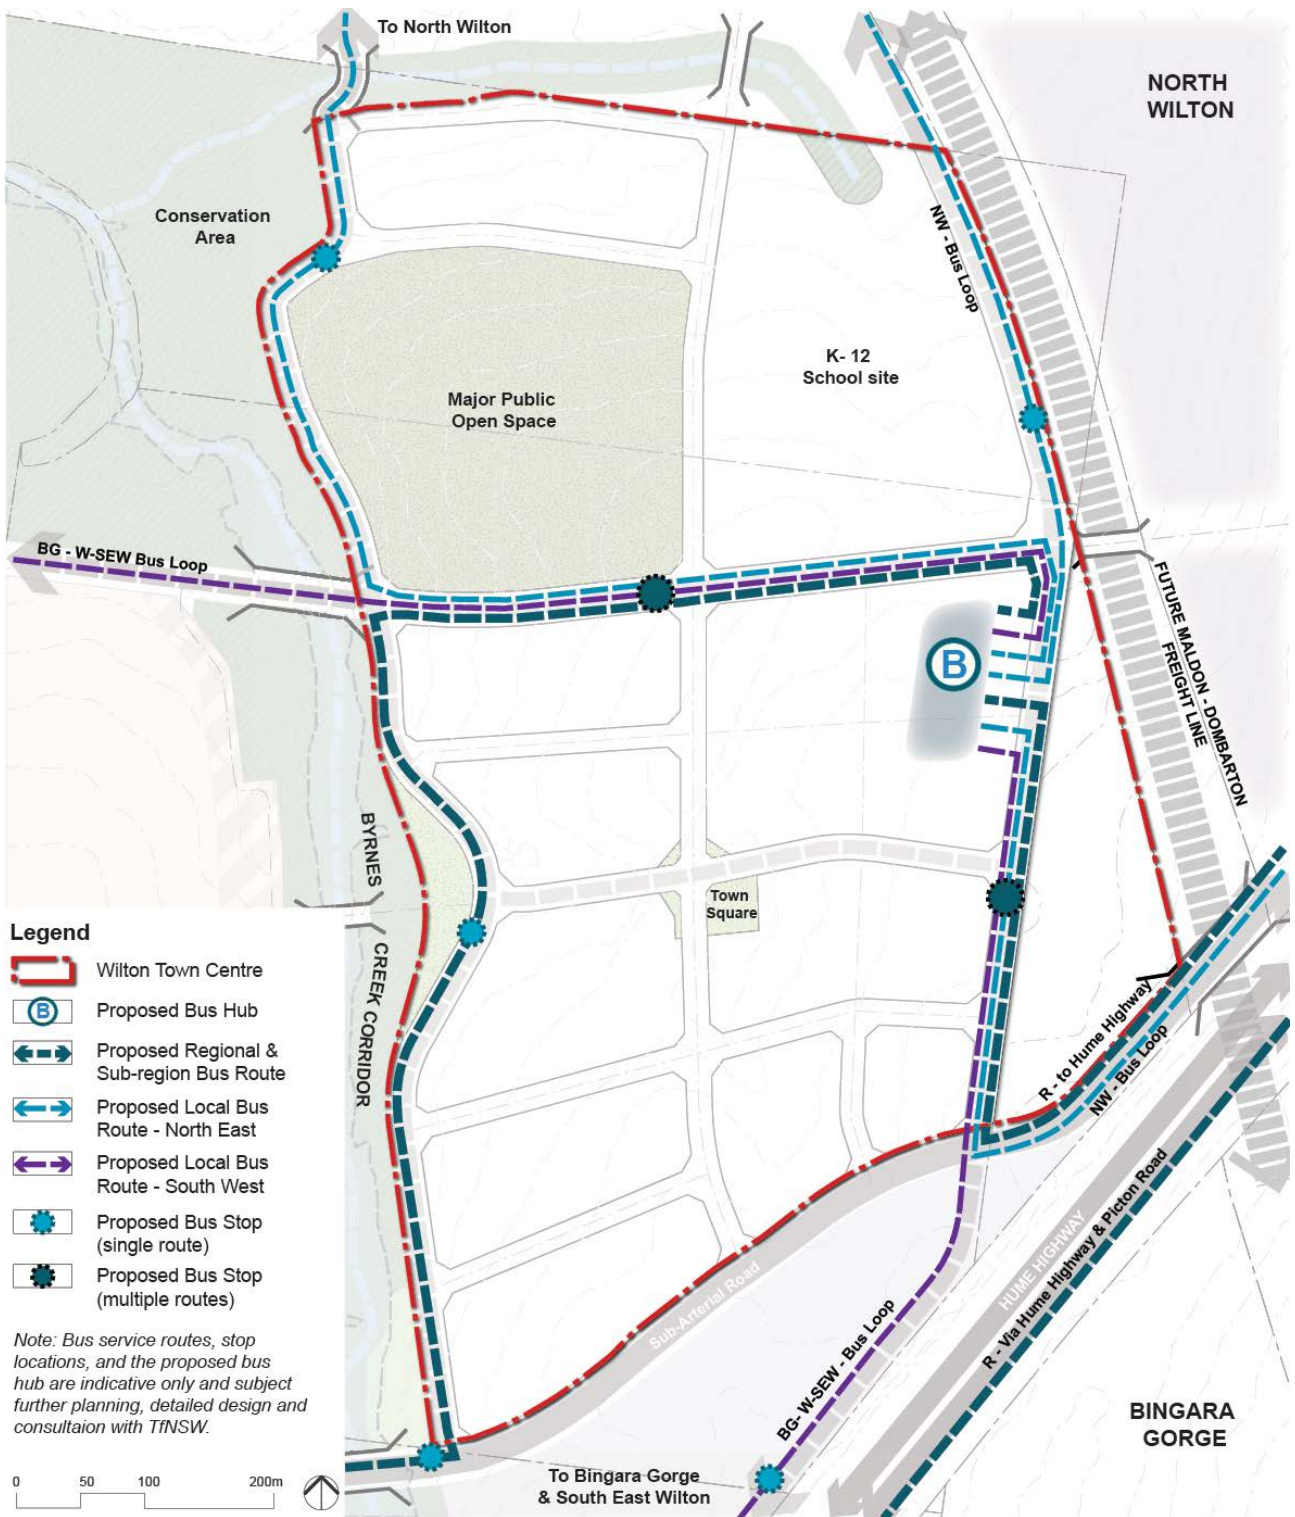 To North Wilton
NORTH
WILTON
Conservation
Area
NW - Bus Loop
K- 12
School site
Major Public
Open Space
BG - W-SEW Bus Loop
FUTURE MALDON - DOMBARTON
FREIGHT LINE
B
BYRNES
CREEK CORRIDOR
Town
Square
R - to Hume Highway
NW - Bus Loop
Sub-Arterial Road
HUME HIGHWAY
R - Via Hume Highway & Picton Road
BG- W-SEW - Bus Loop
BINGARA
GORGE
To Bingara Gorge
& South East Wilton
Legend
Wilton Town Centre
B
Proposed Bus Hub
Proposed Regional &
Sub-region Bus Route
Proposed Local Bus
Route - North East
Proposed Local Bus
Route - South West
Proposed Bus Stop
(single route)
Proposed Bus Stop
(multiple routes)
Note: Bus service routes, stop
locations, and the proposed bus
hub are indicative only and subject
further planning, detailed design and
consultaion with TfNSW.
0 50 100 200m